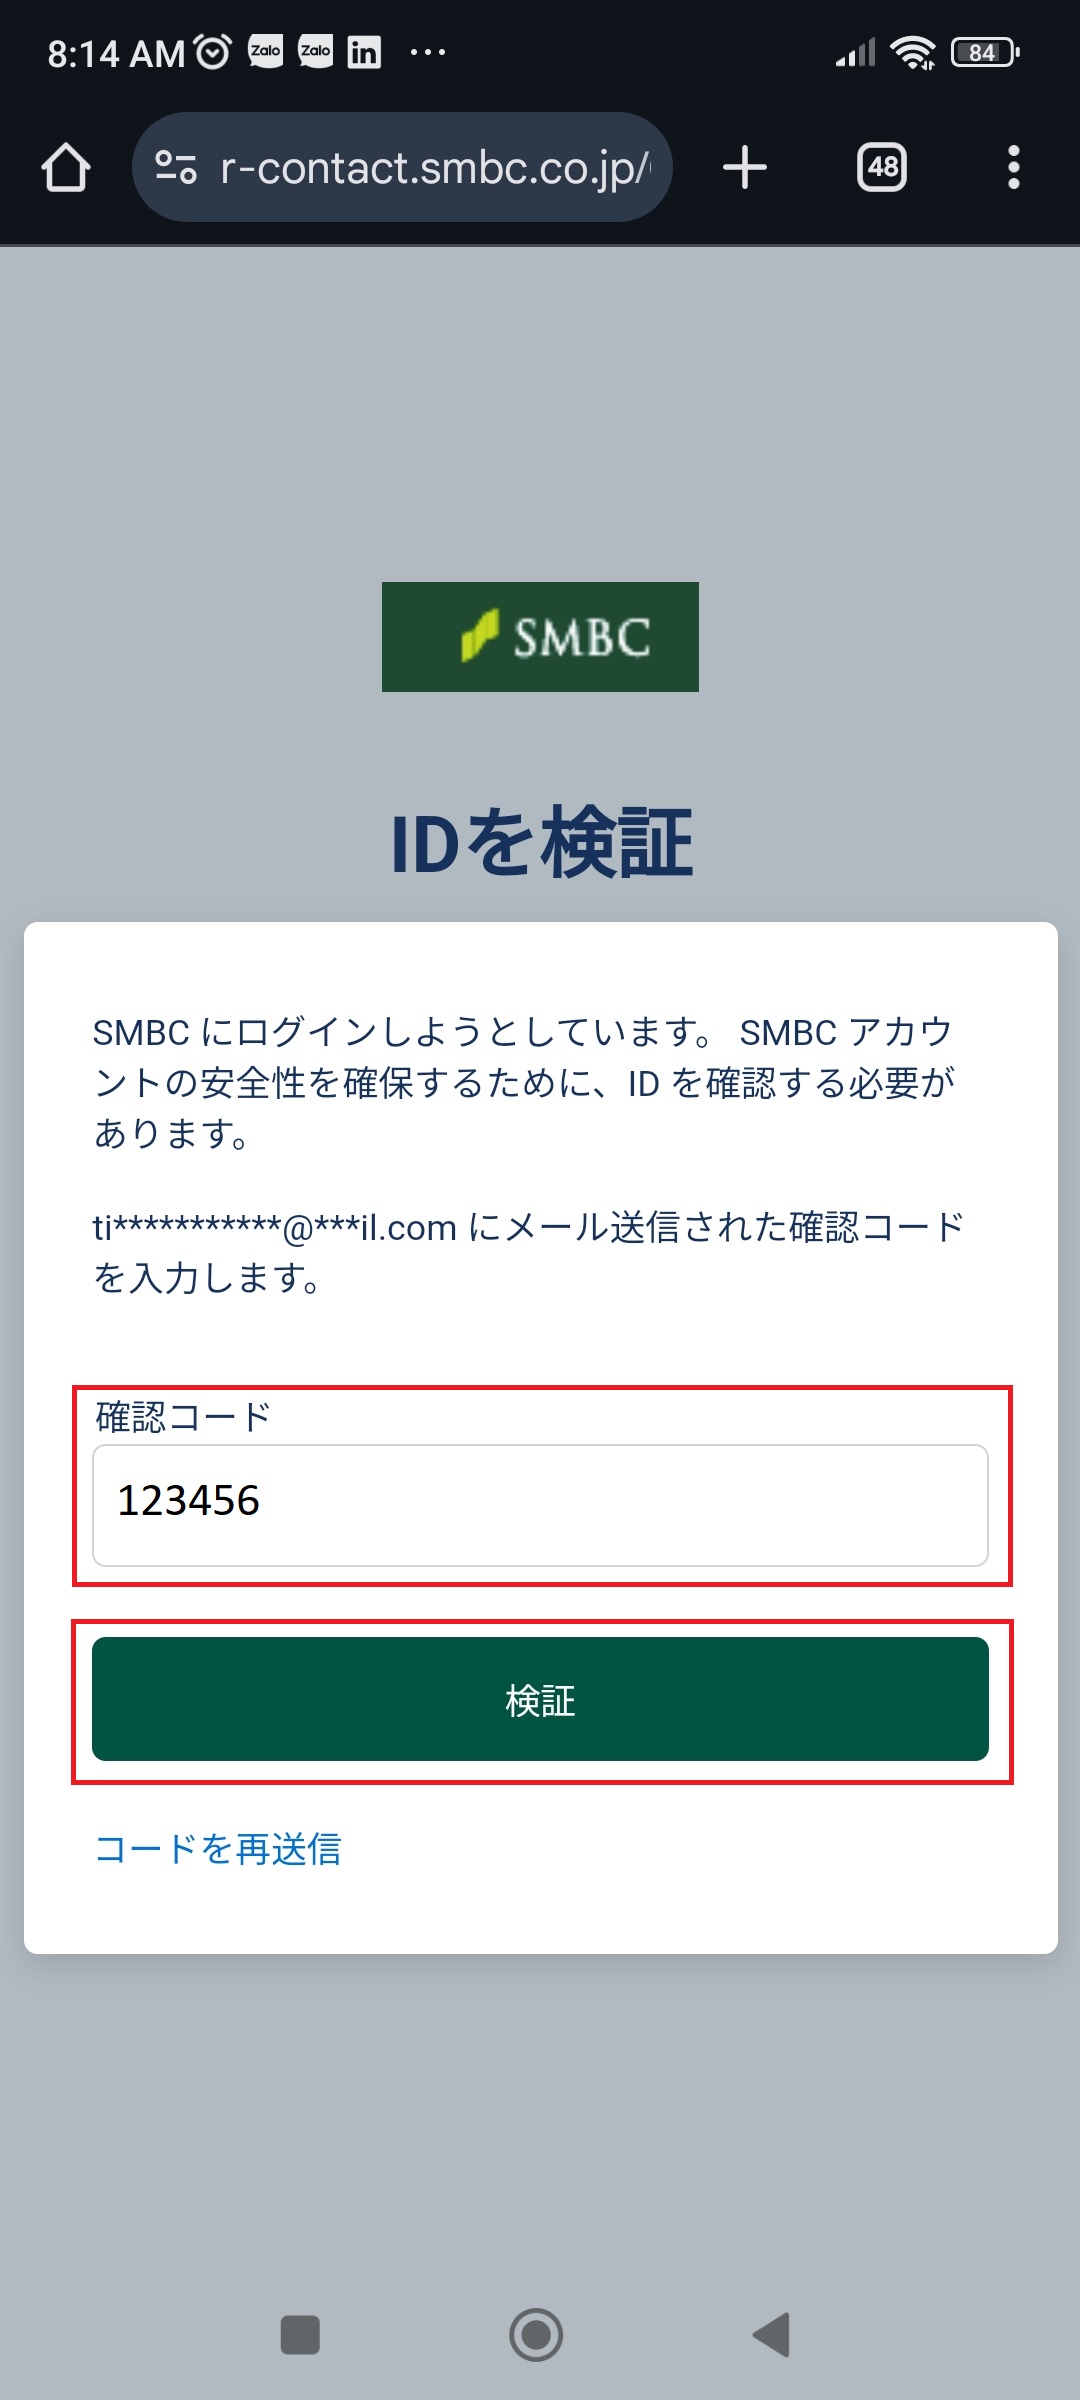 8:14 AM Zalo Zalo in ... 84
r-contact.smbc.co.jp/ 48
SMBC
IDを検証
SMBC にログインしようとしています。 SMBC アカウ
ントの安全性を確保するために、ID を確認する必要が
あります。
ti***********@***il.com にメール送信された確認コード
を入力します。
確認コード
123456
検証
コードを再送信